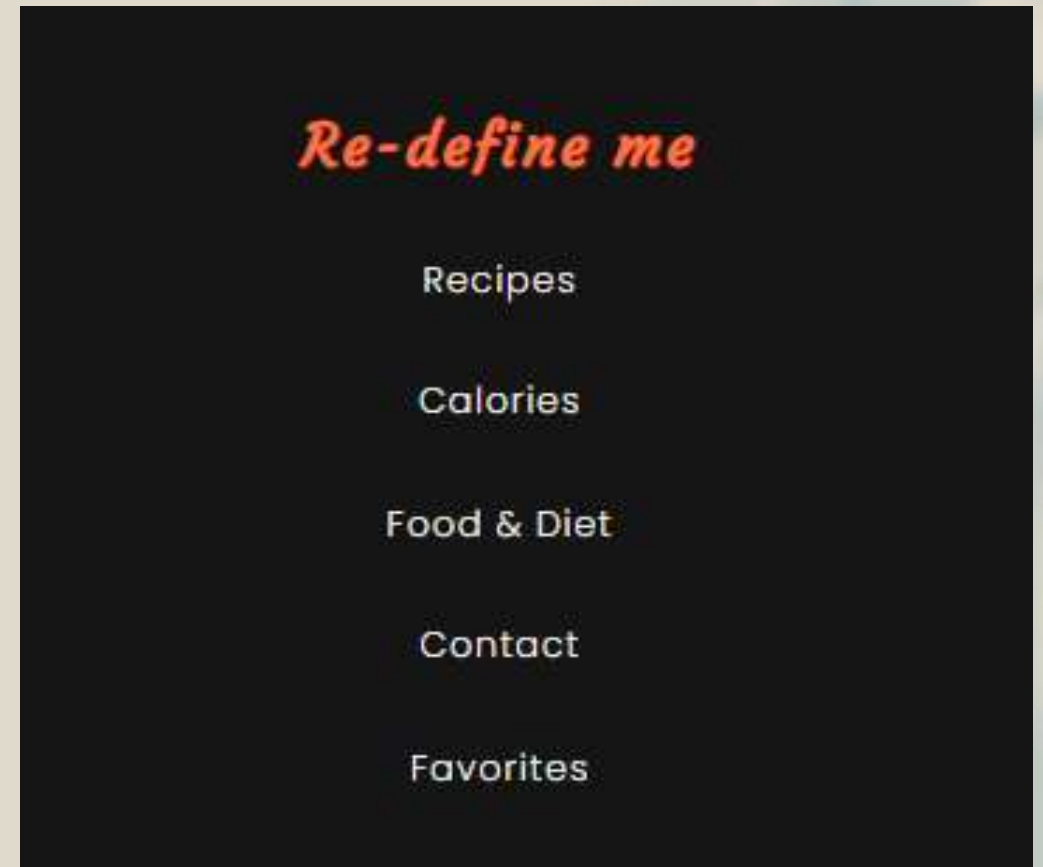 Re-define me
Recipes
Calories
Food & Diet
Contact
Favorites